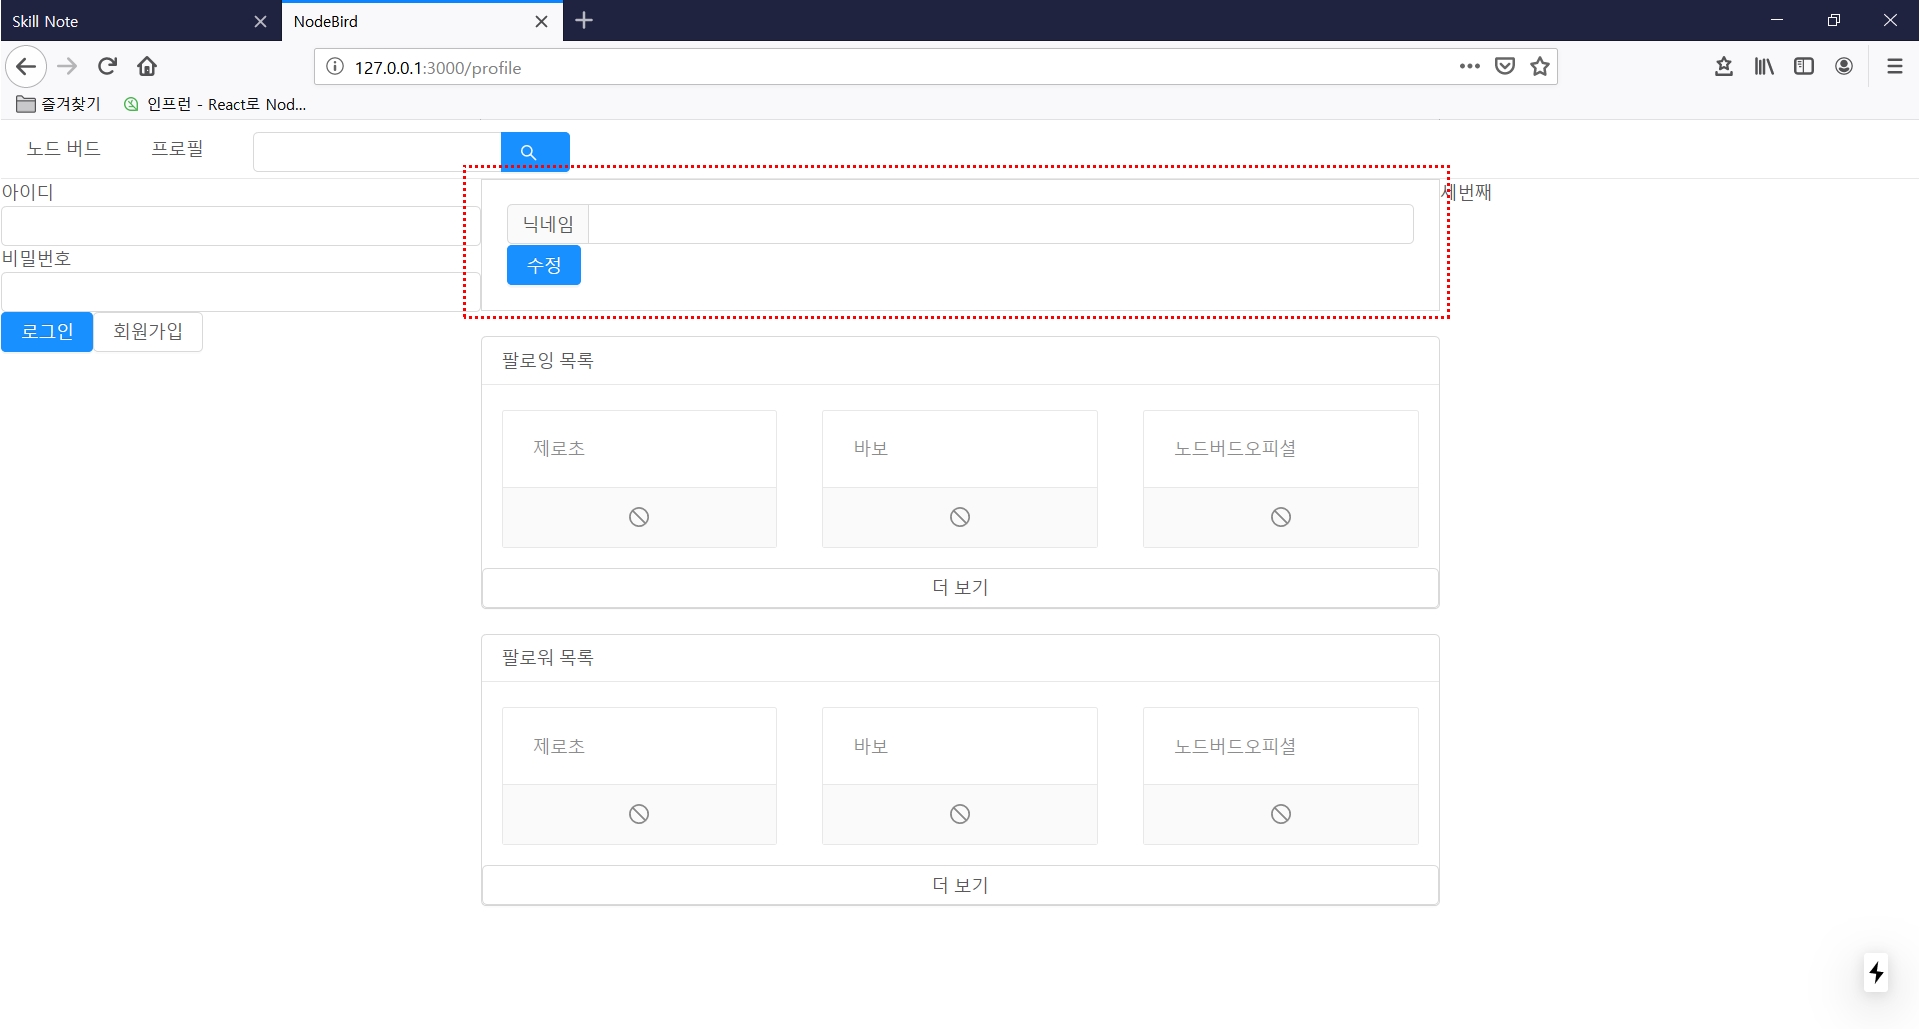 Skill Note
NodeBird
127.0.0.1:3000/profile
즐겨찾기
인프런 - React로 Nod...
노드 버드
프로필
아이디
비밀번호
로그인
회원가입
닉네임
수정
세번째
팔로잉 목록
제로초
바보
노드버드오피셜
더 보기
팔로워 목록
제로초
바보
노드버드오피셜
더 보기